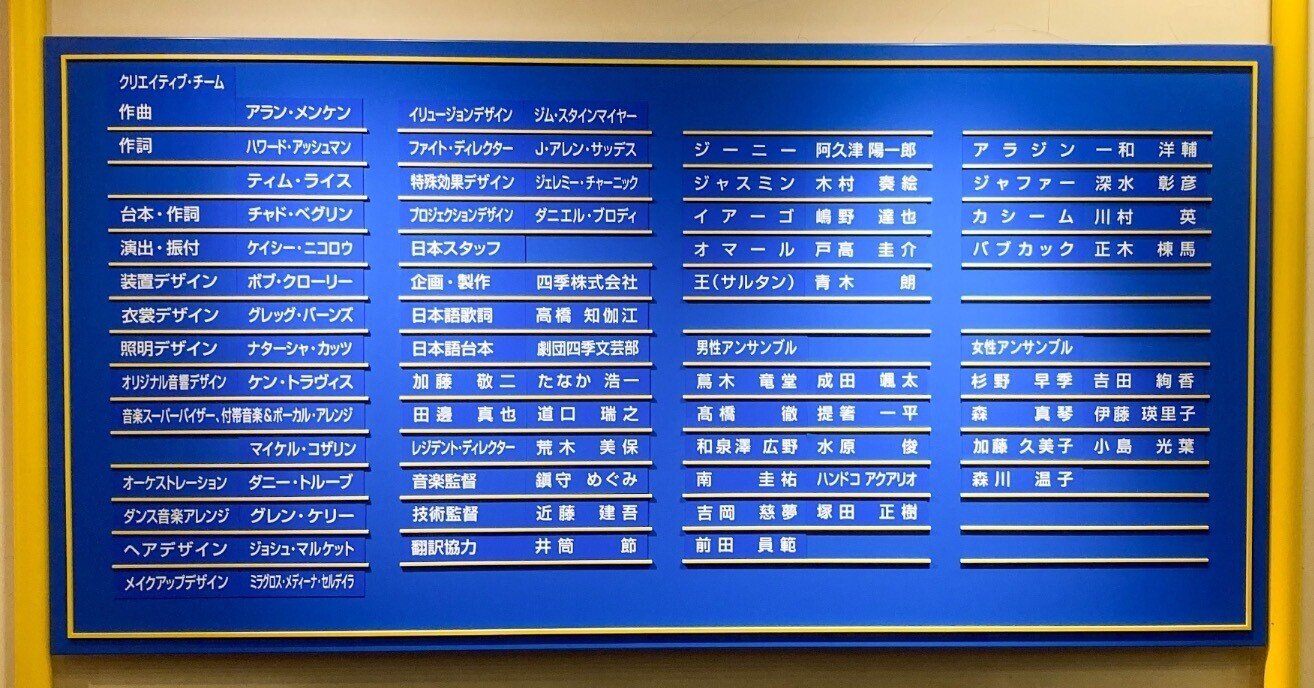 クリエイティブ・チーム
作曲 アラン・メンケン
作詞 ハワード・アッシュマン
ティム・ライス
台本・作詞 チャド・ベグリン
演出・振付 ケイシー・ニコロウ
装置デザイン ボブ・クローリー
衣裳デザイン グレッグ・バーンズ
照明デザイン ナターシャ・カッツ
オリジナル音響デザイン ケン・トラヴィス
音楽スーパーバイザー、付帯音楽&ボーカル・アレンジ
マイケル・コザリン
オーケストレーション ダニー・トルーブ
ダンス音楽アレンジ グレン・ケリー
ヘアデザイン ジョシュ・マルケット
メイクアップデザイン ミラグロス・メディーナ・セルデイラ
イリュージョンデザイン ジム・スタインマイヤー
ファイト・ディレクター J・アレン・サッデス
特殊効果デザイン ジェレミー・チャーニック
プロジェクションデザイン ダニエル・ブロディ
日本スタッフ
企画・製作 四季株式会社
日本語歌詞 高橋 知伽江
日本語台本 劇団四季文芸部
加藤 敬二 たなか 浩一
田邊 真也 道口 瑞之
レジデント・ディレクター 荒木 美保
音楽監督 鎭守 めぐみ
技術監督 近藤 建吾
翻訳協力 井筒 節
ジーニー 阿久津 陽一郎
ジャスミン 木村 奏絵
イアーゴ 嶋野 達也
オマール 戸高 圭介
王(サルタン) 青木 朗
男性アンサンブル
蔦木 竜堂 成田 颯太
髙橋 徹 提箸 一平
和泉澤 広野 水原 俊
南 圭祐 ハンドコ アクアリオ
吉岡 慈夢 塚田 正樹
前田 員範
アラジン 一和 洋輔
ジャファー 深水 彰彦
カシーム 川村 英
バブカック 正木 棟馬
女性アンサンブル
杉野 早季 吉田 絢香
森 真琴 伊藤 瑛里子
加藤 久美子 小島 光葉
森川 温子